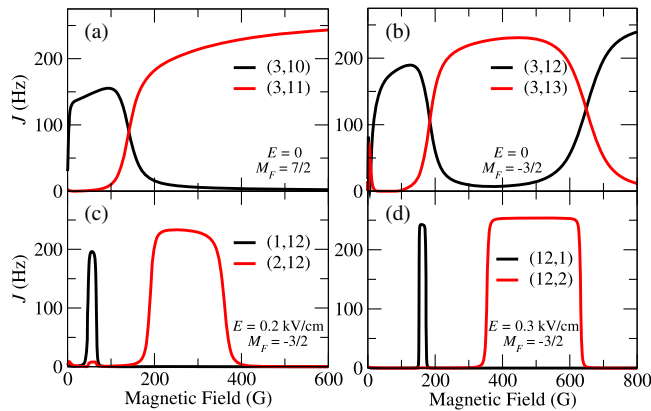 (a)
(b)
200
100
0
J (Hz)
(3,10)
(3,11)
E = 0
M_F = 7/2
(3,12)
(3,13)
E = 0
M_F = -3/2
(c)
(d)
200
100
0
J (Hz)
(1,12)
(2,12)
E = 0.2 kV/cm
M_F = -3/2
(12,1)
(12,2)
E = 0.3 kV/cm
M_F = -3/2
0 200 400 600
0 200 400 600 800
Magnetic Field (G)
Magnetic Field (G)